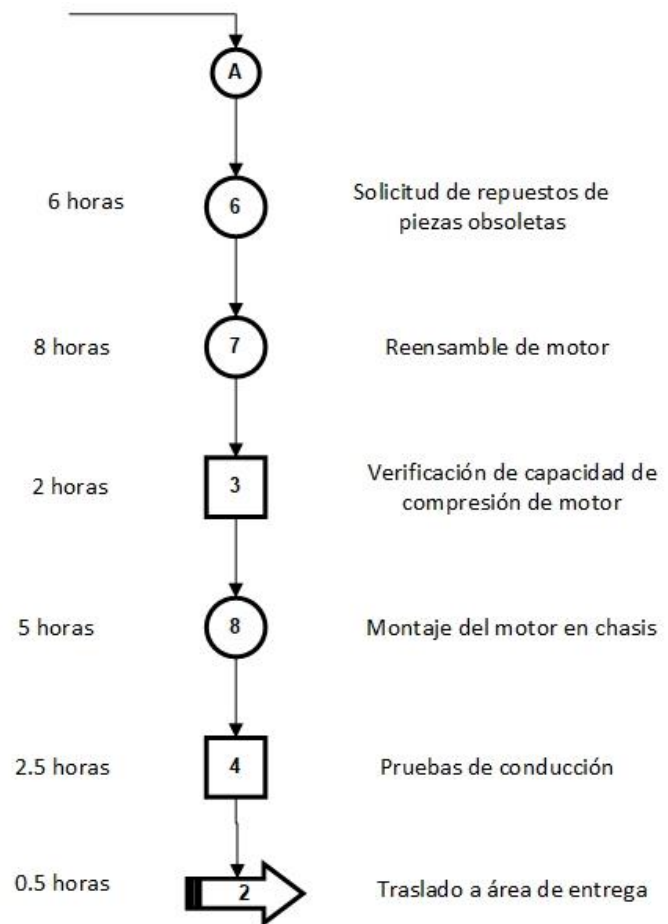 A
6 horas
6
Solicitud de repuestos de
piezas obsoletas
8 horas
7
Reensamble de motor
2 horas
3
Verificación de capacidad de
compresión de motor
5 horas
8
Montaje del motor en chasis
2.5 horas
4
Pruebas de conducción
0.5 horas
2
Traslado a área de entrega